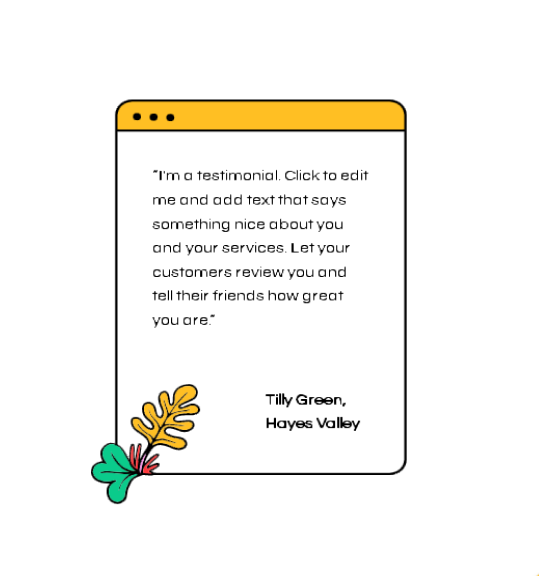 "I'm a testimonial. Click to edit
me and add text that says
something nice about you
and your services. Let your
customers review you and
tell their friends how great
you are."
Tilly Green,
Hayes Valley